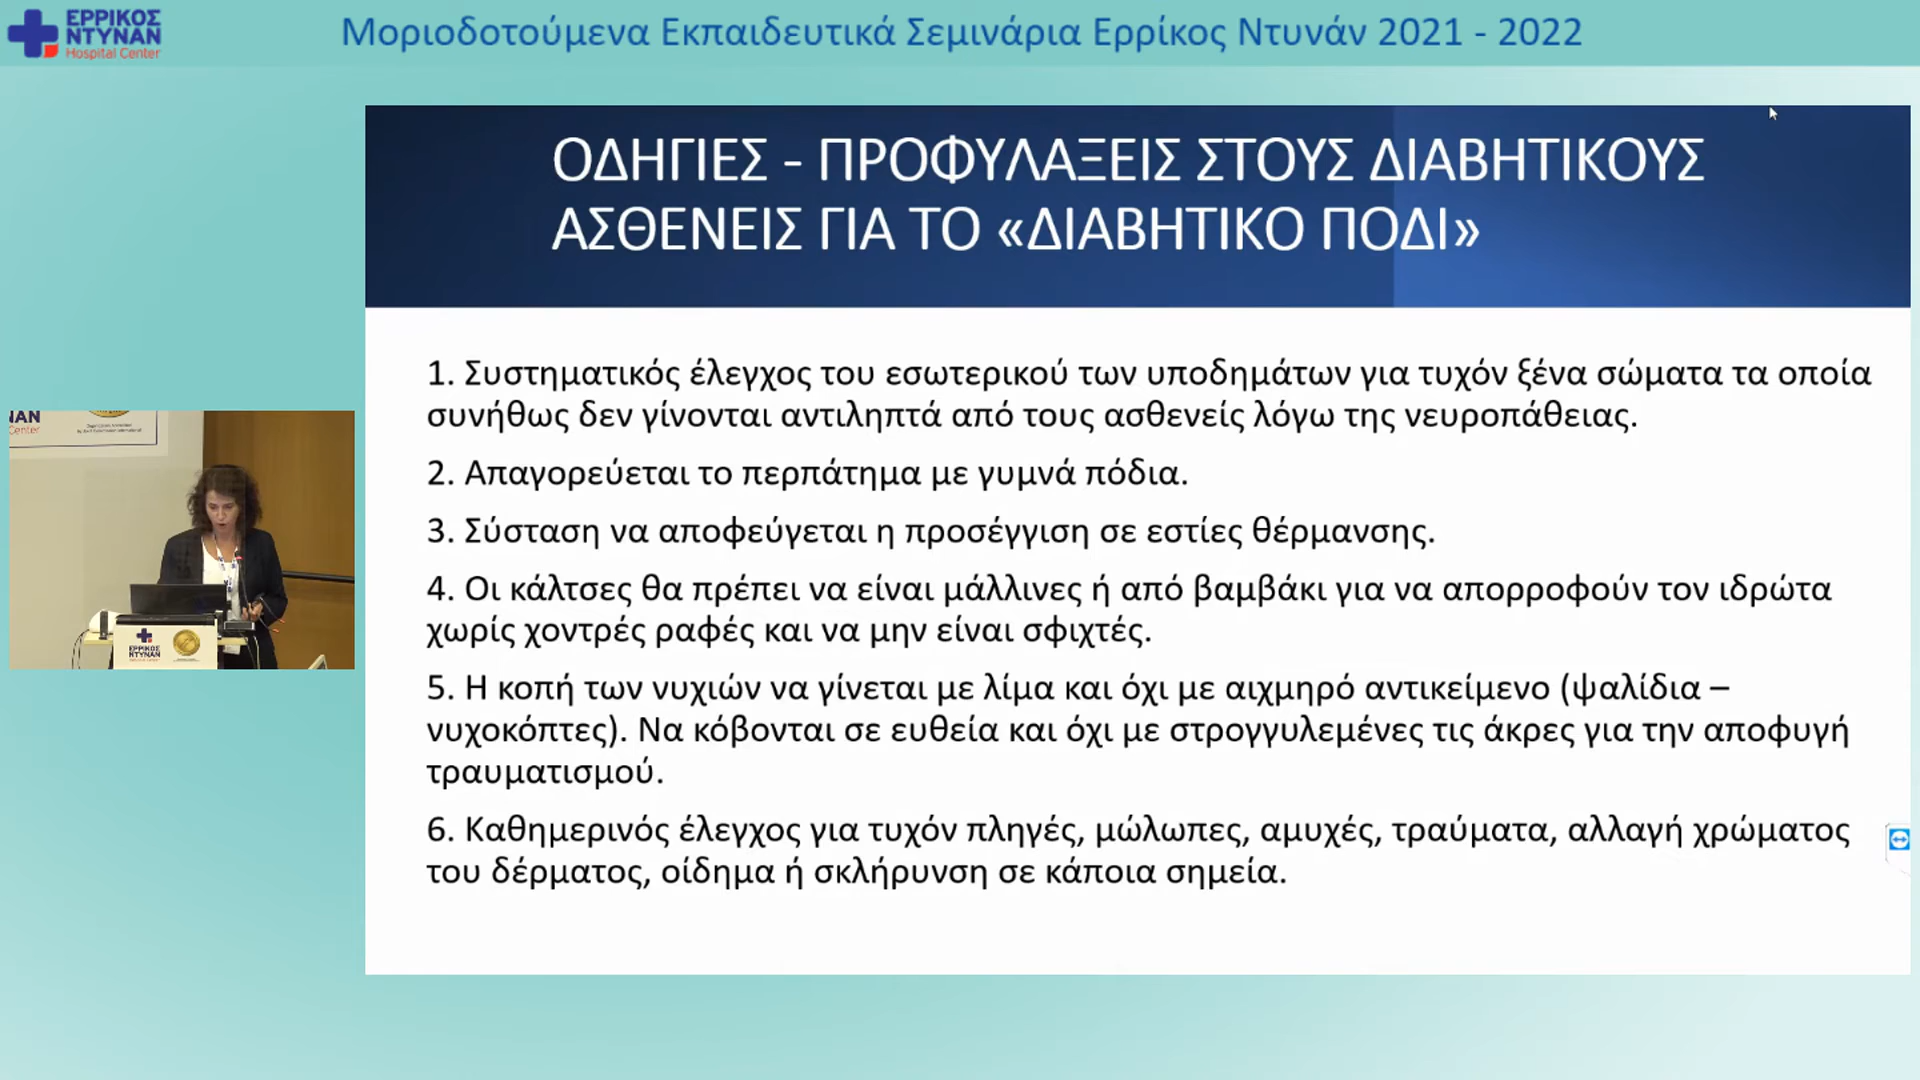 ΕΡΡΙΚΟΣ
ΝΤΥΝΑΝ
Hospital Center
Μοριοδοτούμενα Εκπαιδευτικά Σεμινάρια Ερρίκος Ντυνάν 2021 - 2022
ΟΔΗΓΙΕΣ - ΠΡΟΦΥΛΑΞΕΙΣ ΣΤΟΥΣ ΔΙΑΒΗΤΙΚΟΥΣ
ΑΣΘΕΝΕΙΣ ΓΙΑ ΤΟ «ΔΙΑΒΗΤΙΚΟ ΠΟΔΙ»
1. Συστηματικός έλεγχος του εσωτερικού των υποδημάτων για τυχόν ξένα σώματα τα οποία
συνήθως δεν γίνονται αντιληπτά από τους ασθενείς λόγω της νευροπάθειας.
2. Απαγορεύεται το περπάτημα με γυμνά πόδια.
3. Σύσταση να αποφεύγεται η προσέγγιση σε εστίες θέρμανσης.
4. Οι κάλτσες θα πρέπει να είναι μάλλινες ή από βαμβάκι για να απορροφούν τον ιδρώτα
χωρίς χοντρές ραφές και να μην είναι σφιχτές.
5. Η κοπή των νυχιών να γίνεται με λίμα και όχι με αιχμηρό αντικείμενο (ψαλίδια –
νυχοκόπτες). Να κόβονται σε ευθεία και όχι με στρογγυλεμένες τις άκρες για την αποφυγή
τραυματισμού.
6. Καθημερινός έλεγχος για τυχόν πληγές, μώλωπες, αμυχές, τραύματα, αλλαγή χρώματος
του δέρματος, οίδημα ή σκλήρυνση σε κάποια σημεία.
ΝΑΝ
Center
ΕΡΡΙΚΟΣ
ΝΤΥΝΑΝ